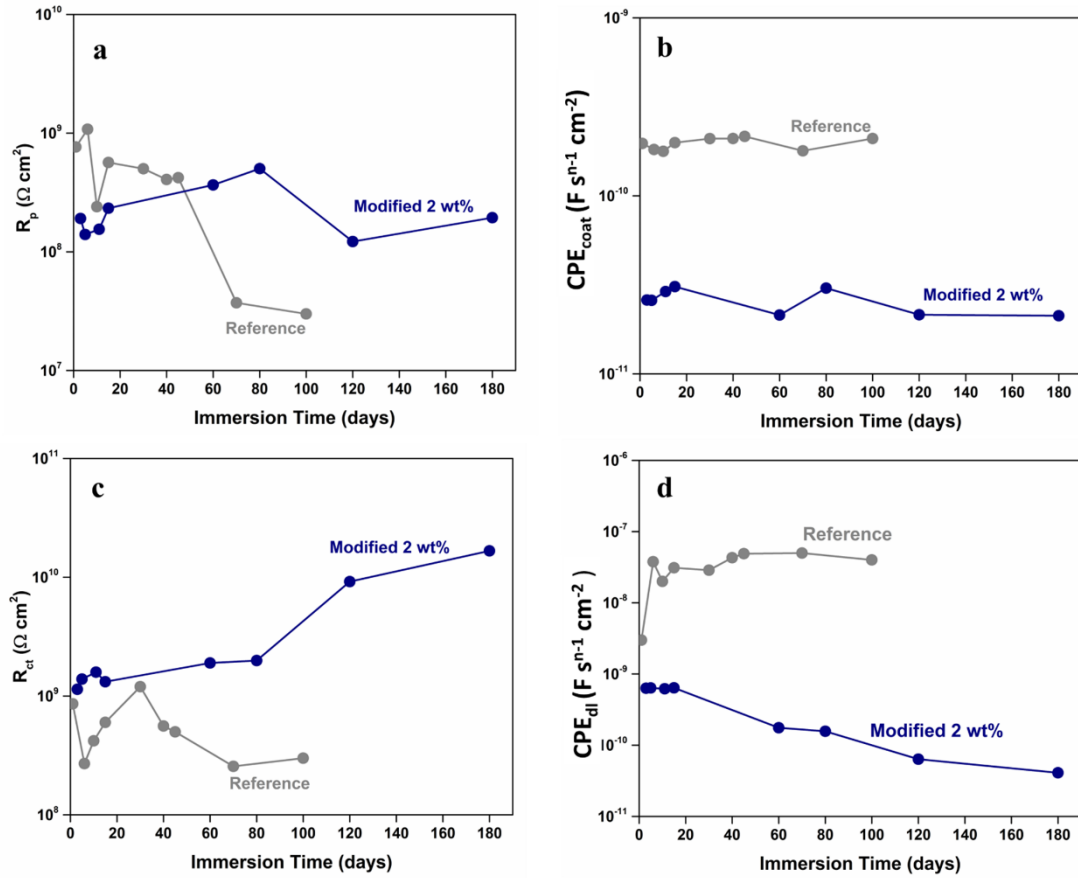 a
10^10
10^9
10^8
10^7
R_p (Ω cm²)
Modified 2 wt%
Reference
0 20 40 60 80 100 120 140 160 180
Immersion Time (days)
b
10^-9
10^-10
10^-11
CPE_coat (F s^n-1 cm^-2)
Reference
Modified 2 wt%
0 20 40 60 80 100 120 140 160 180
Immersion Time (days)
c
10^11
10^10
10^9
10^8
R_ct (Ω cm²)
Modified 2 wt%
Reference
0 20 40 60 80 100 120 140 160 180
Immersion Time (days)
d
10^-6
10^-7
10^-8
10^-9
10^-10
10^-11
CPE_dl (F s^n-1 cm^-2 )
Reference
Modified 2 wt%
0 20 40 60 80 100 120 140 160 180
Immersion Time (days)